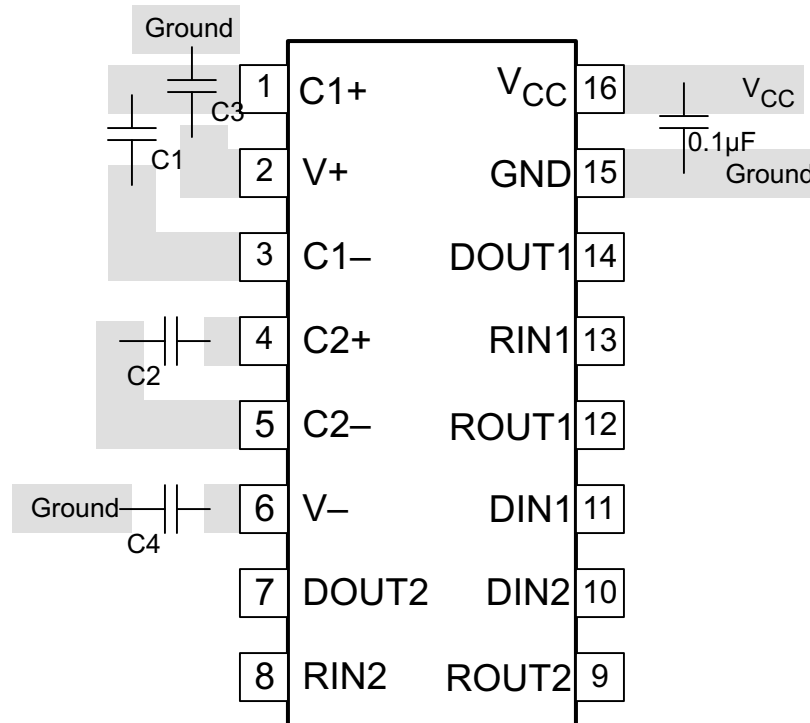 Ground
1 C1+ V_CC 16 V_CC
C3
C1 0.1µF
2 V+ GND 15 Ground
3 C1– DOUT1 14
4 C2+ RIN1 13
C2
5 C2– ROUT1 12
Ground 6 V– DIN1 11
C4
7 DOUT2 DIN2 10
8 RIN2 ROUT2 9